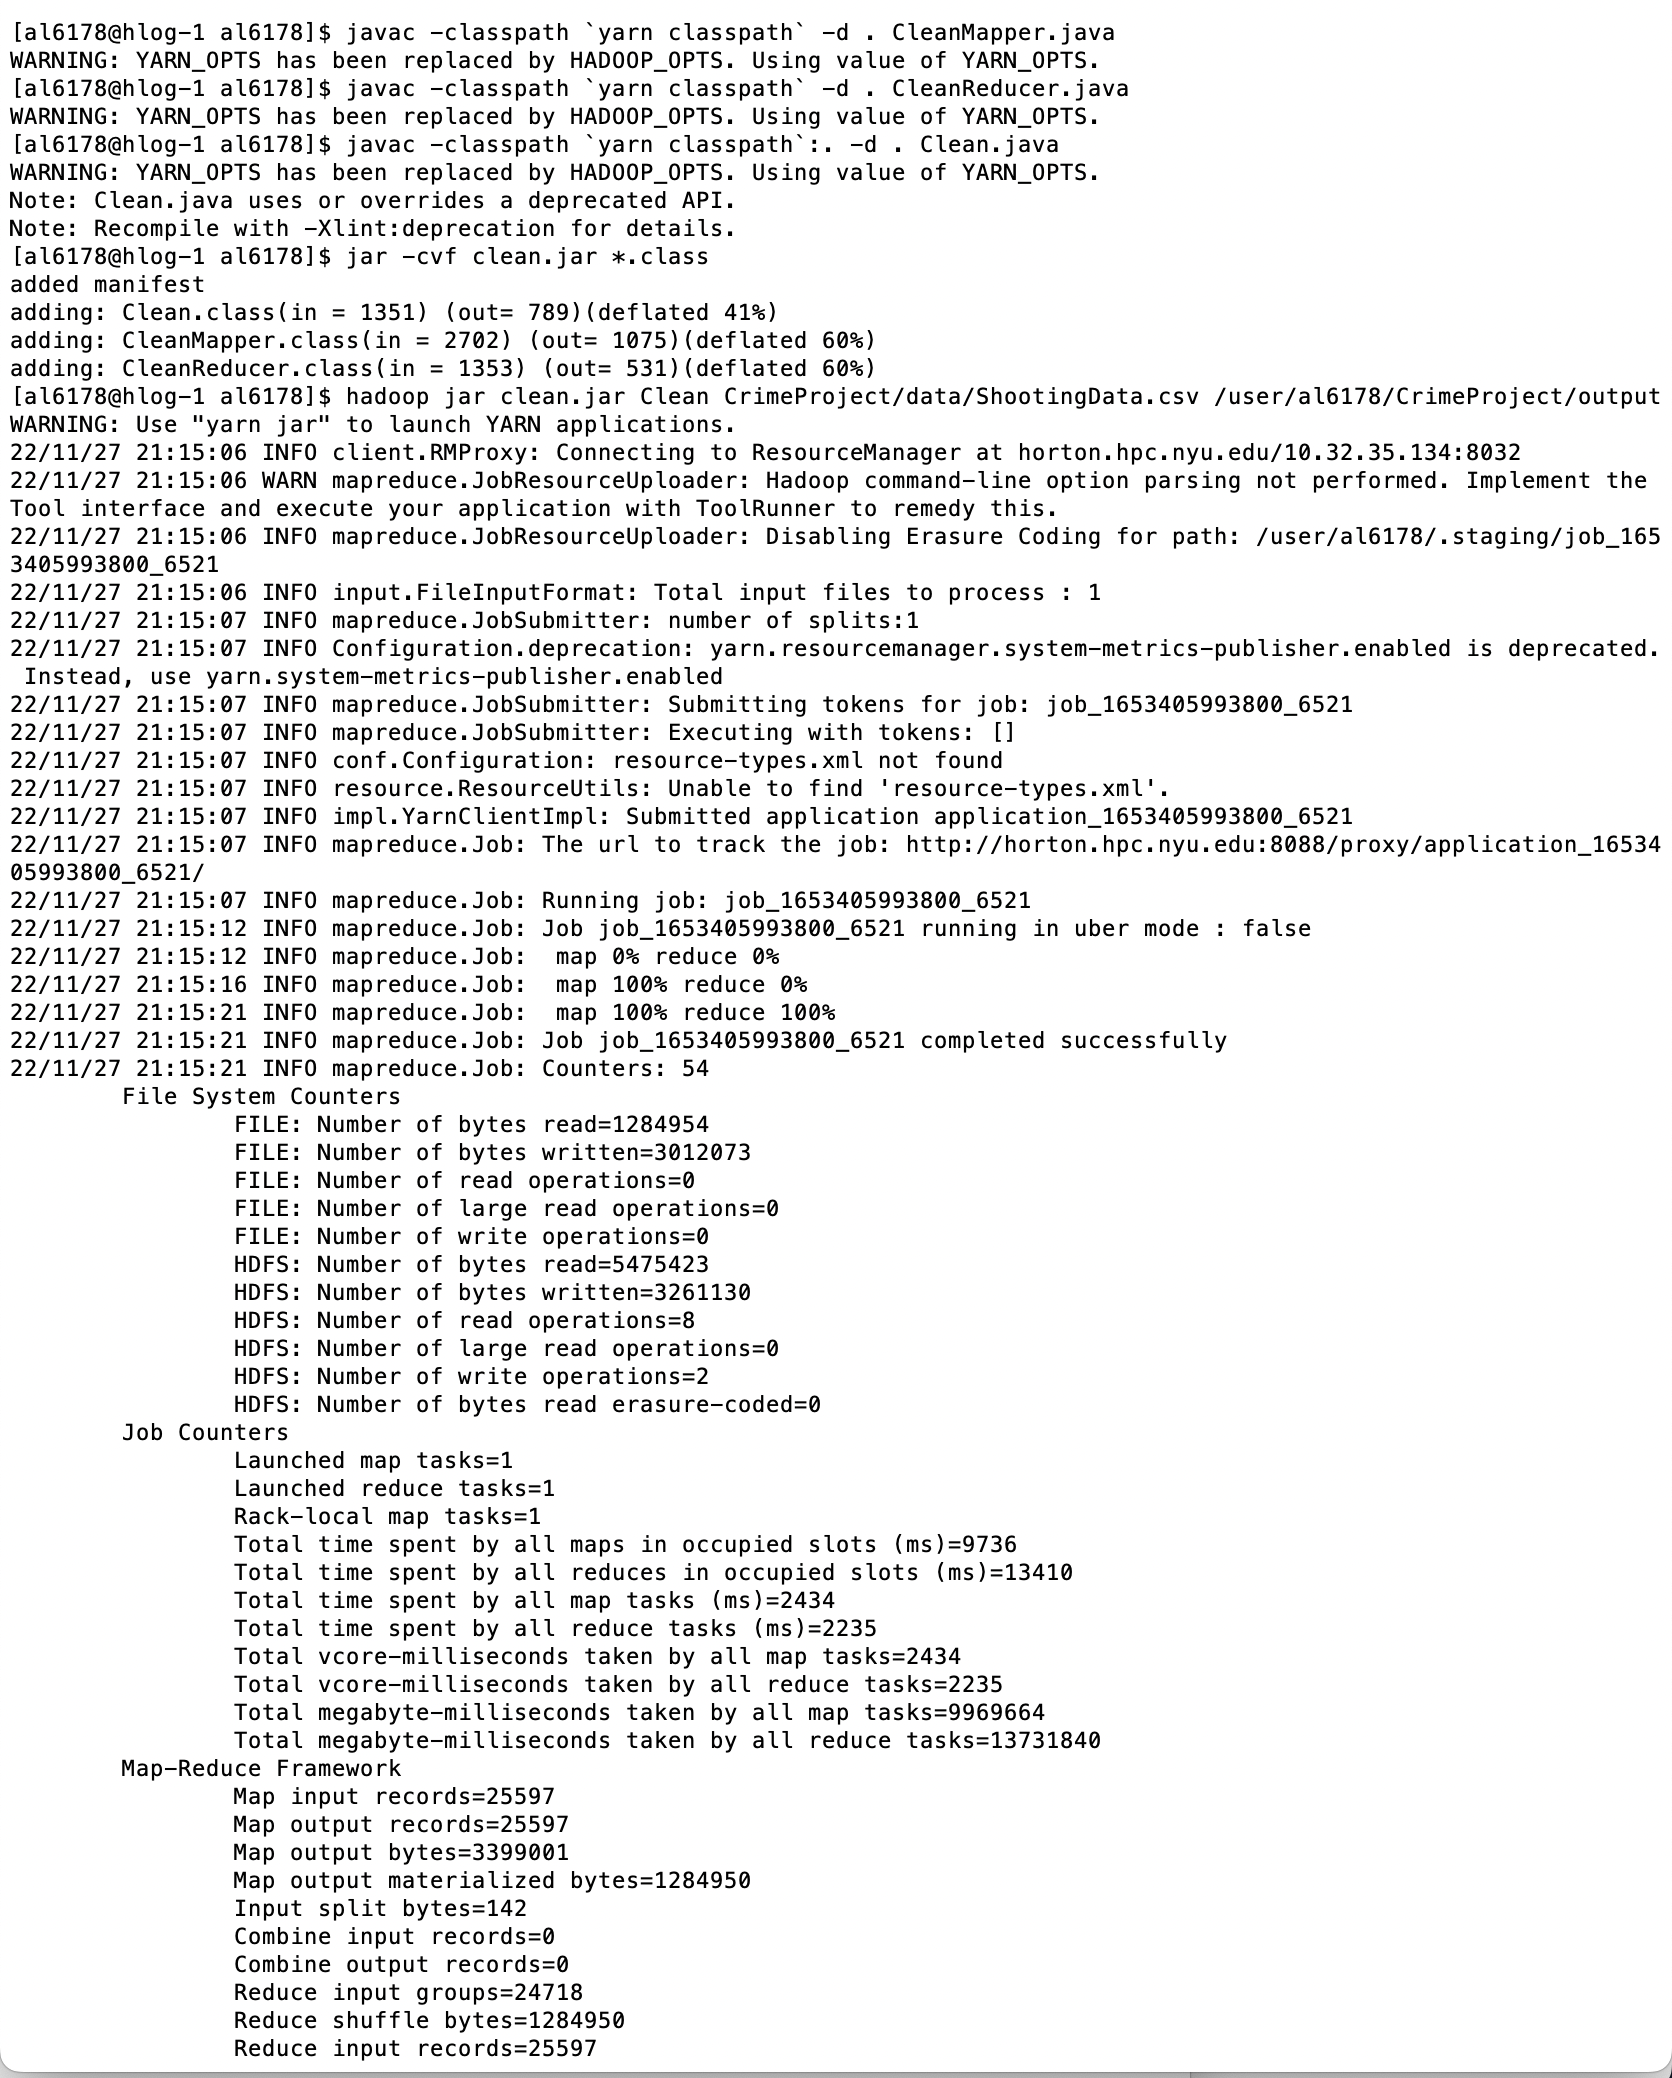 [al6178@hlog-1 al6178]$ javac -classpath `yarn classpath` -d . CleanMapper.java
WARNING: YARN_OPTS has been replaced by HADOOP_OPTS. Using value of YARN_OPTS.
[al6178@hlog-1 al6178]$ javac -classpath `yarn classpath` -d . CleanReducer.java
WARNING: YARN_OPTS has been replaced by HADOOP_OPTS. Using value of YARN_OPTS.
[al6178@hlog-1 al6178]$ javac -classpath `yarn classpath`:. -d . Clean.java
WARNING: YARN_OPTS has been replaced by HADOOP_OPTS. Using value of YARN_OPTS.
Note: Clean.java uses or overrides a deprecated API.
Note: Recompile with -Xlint:deprecation for details.
[al6178@hlog-1 al6178]$ jar -cvf clean.jar *.class
added manifest
adding: Clean.class(in = 1351) (out= 789)(deflated 41%)
adding: CleanMapper.class(in = 2702) (out= 1075)(deflated 60%)
adding: CleanReducer.class(in = 1353) (out= 531)(deflated 60%)
[al6178@hlog-1 al6178]$ hadoop jar clean.jar Clean CrimeProject/data/ShootingData.csv /user/al6178/CrimeProject/output
WARNING: Use "yarn jar" to launch YARN applications.
22/11/27 21:15:06 INFO client.RMProxy: Connecting to ResourceManager at horton.hpc.nyu.edu/10.32.35.134:8032
22/11/27 21:15:06 WARN mapreduce.JobResourceUploader: Hadoop command-line option parsing not performed. Implement the
Tool interface and execute your application with ToolRunner to remedy this.
22/11/27 21:15:06 INFO mapreduce.JobResourceUploader: Disabling Erasure Coding for path: /user/al6178/.staging/job_165
3405993800_6521
22/11/27 21:15:06 INFO input.FileInputFormat: Total input files to process : 1
22/11/27 21:15:07 INFO mapreduce.JobSubmitter: number of splits:1
22/11/27 21:15:07 INFO Configuration.deprecation: yarn.resourcemanager.system-metrics-publisher.enabled is deprecated.
 Instead, use yarn.system-metrics-publisher.enabled
22/11/27 21:15:07 INFO mapreduce.JobSubmitter: Submitting tokens for job: job_1653405993800_6521
22/11/27 21:15:07 INFO mapreduce.JobSubmitter: Executing with tokens: []
22/11/27 21:15:07 INFO conf.Configuration: resource-types.xml not found
22/11/27 21:15:07 INFO resource.ResourceUtils: Unable to find 'resource-types.xml'.
22/11/27 21:15:07 INFO impl.YarnClientImpl: Submitted application application_1653405993800_6521
22/11/27 21:15:07 INFO mapreduce.Job: The url to track the job: http://horton.hpc.nyu.edu:8088/proxy/application_16534
05993800_6521/
22/11/27 21:15:07 INFO mapreduce.Job: Running job: job_1653405993800_6521
22/11/27 21:15:12 INFO mapreduce.Job: Job job_1653405993800_6521 running in uber mode : false
22/11/27 21:15:12 INFO mapreduce.Job:  map 0% reduce 0%
22/11/27 21:15:16 INFO mapreduce.Job:  map 100% reduce 0%
22/11/27 21:15:21 INFO mapreduce.Job:  map 100% reduce 100%
22/11/27 21:15:21 INFO mapreduce.Job: Job job_1653405993800_6521 completed successfully
22/11/27 21:15:21 INFO mapreduce.Job: Counters: 54
File System Counters
FILE: Number of bytes read=1284954
FILE: Number of bytes written=3012073
FILE: Number of read operations=0
FILE: Number of large read operations=0
FILE: Number of write operations=0
HDFS: Number of bytes read=5475423
HDFS: Number of bytes written=3261130
HDFS: Number of read operations=8
HDFS: Number of large read operations=0
HDFS: Number of write operations=2
HDFS: Number of bytes read erasure-coded=0
Job Counters
Launched map tasks=1
Launched reduce tasks=1
Rack-local map tasks=1
Total time spent by all maps in occupied slots (ms)=9736
Total time spent by all reduces in occupied slots (ms)=13410
Total time spent by all map tasks (ms)=2434
Total time spent by all reduce tasks (ms)=2235
Total vcore-milliseconds taken by all map tasks=2434
Total vcore-milliseconds taken by all reduce tasks=2235
Total megabyte-milliseconds taken by all map tasks=9969664
Total megabyte-milliseconds taken by all reduce tasks=13731840
Map-Reduce Framework
Map input records=25597
Map output records=25597
Map output bytes=3399001
Map output materialized bytes=1284950
Input split bytes=142
Combine input records=0
Combine output records=0
Reduce input groups=24718
Reduce shuffle bytes=1284950
Reduce input records=25597